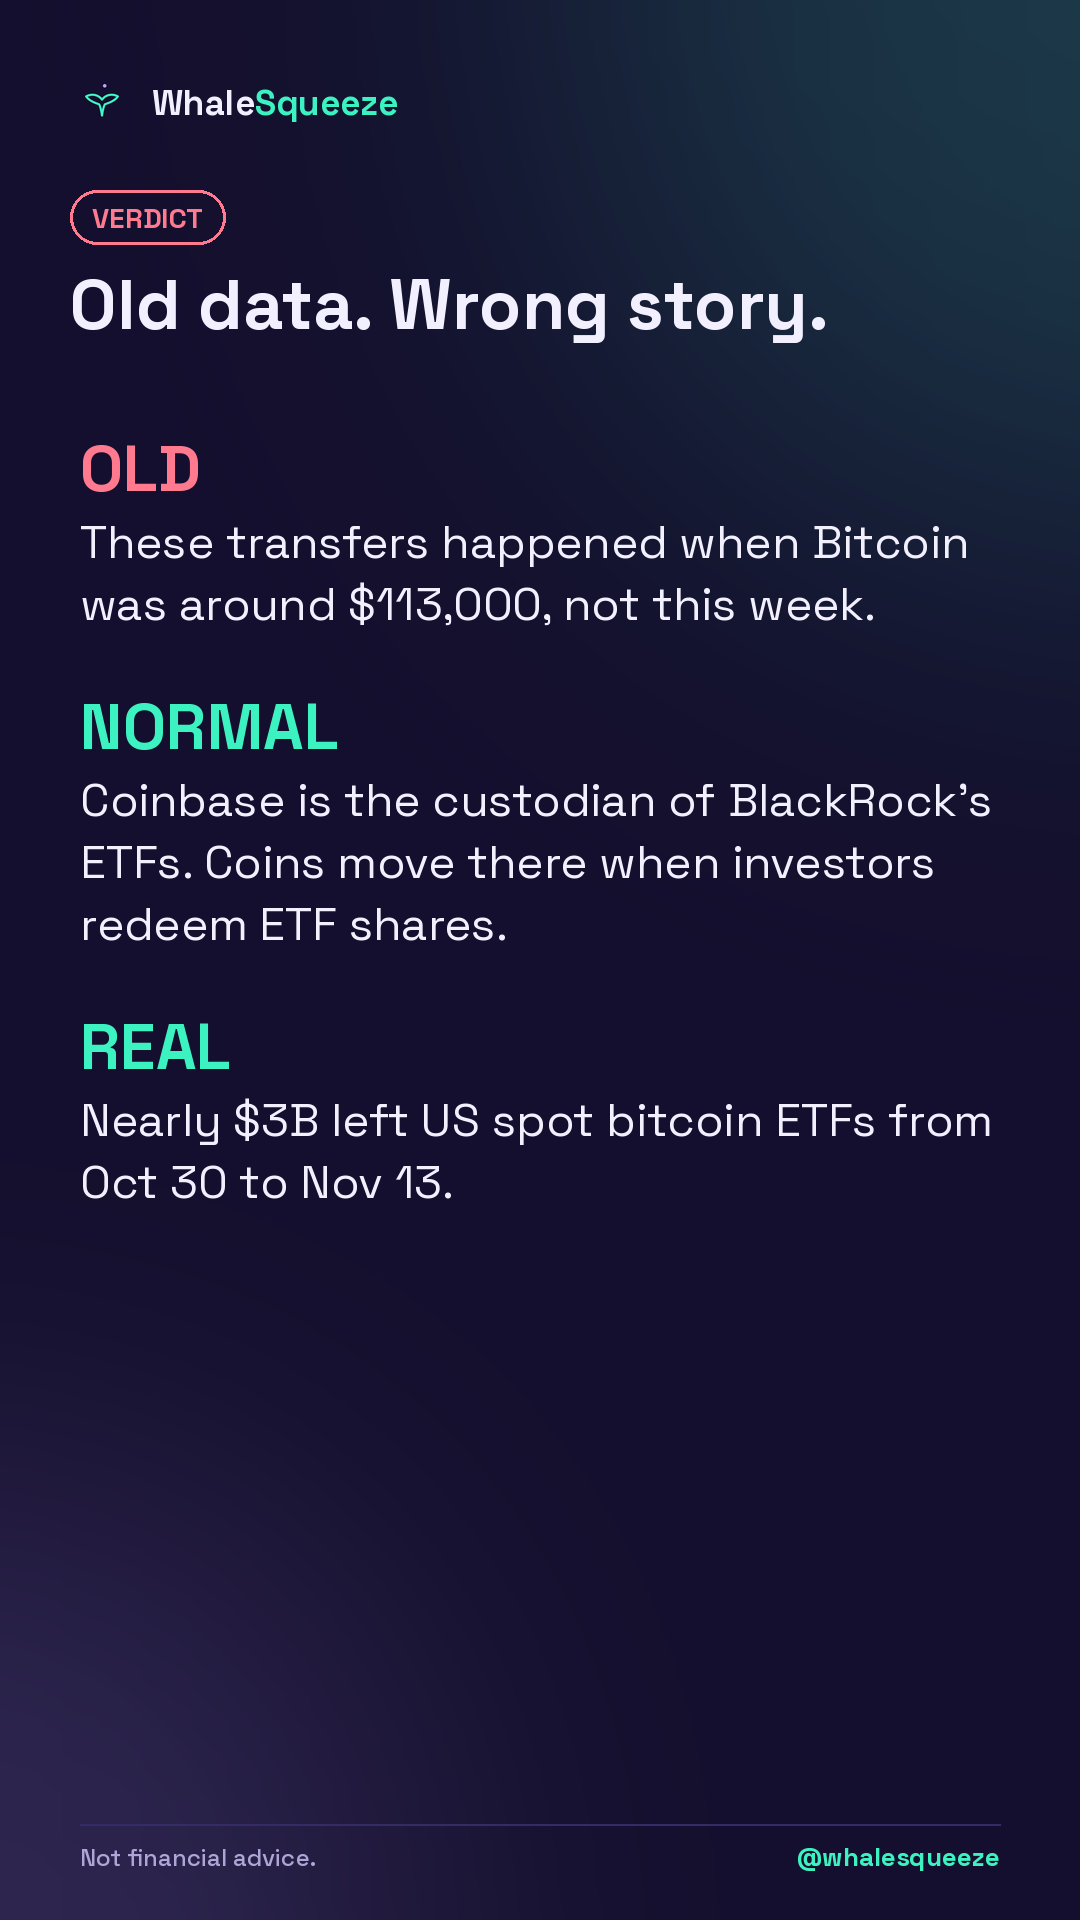 WhaleSqueeze
VERDICT
Old data. Wrong story.
OLD
These transfers happened when Bitcoin
was around $113,000, not this week.
NORMAL
Coinbase is the custodian of BlackRock’s
ETFs. Coins move there when investors
redeem ETF shares.
REAL
Nearly $3B left US spot bitcoin ETFs from
Oct 30 to Nov 13.
Not financial advice.
@whalesqueeze